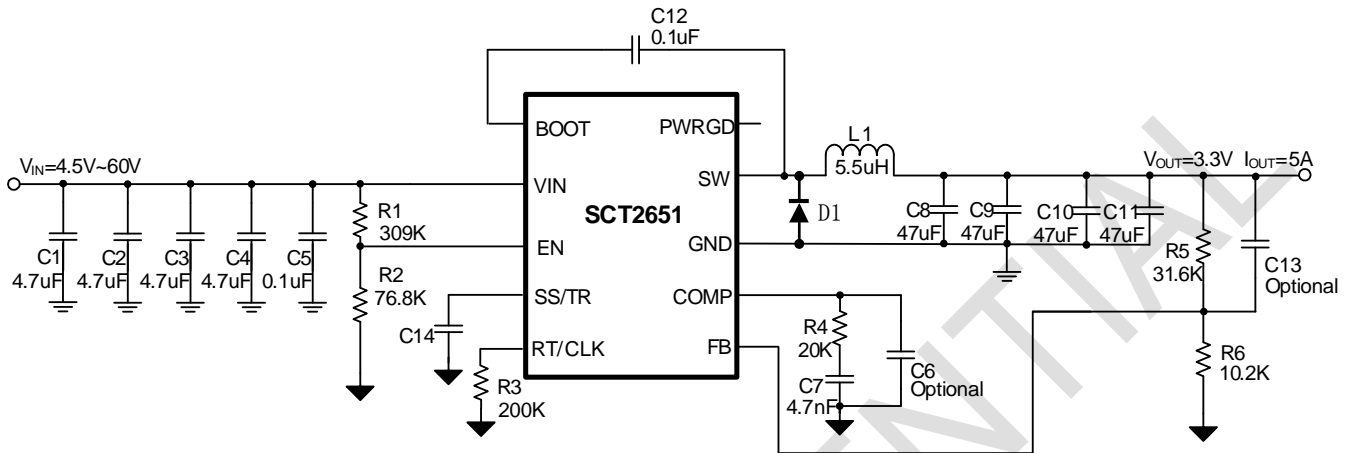 C12
0.1uF
BOOT
PWRGD
L1
5.5uH
VIN=4.5V~60V
VOUT=3.3V
IOUT=5A
VIN
SW
R1
309K
SCT2651
D1
C8
47uF
C9
47uF
C10
47uF
C11
47uF
EN
GND
R5
31.6K
C13
Optional
C1
4.7uF
C2
4.7uF
C3
4.7uF
C4
4.7uF
C5
0.1uF
R2
76.8K
SS/TR
COMP
C14
R4
20K
RT/CLK
FB
C6
Optional
R3
200K
C7
4.7nF
R6
10.2K
ENTIAL